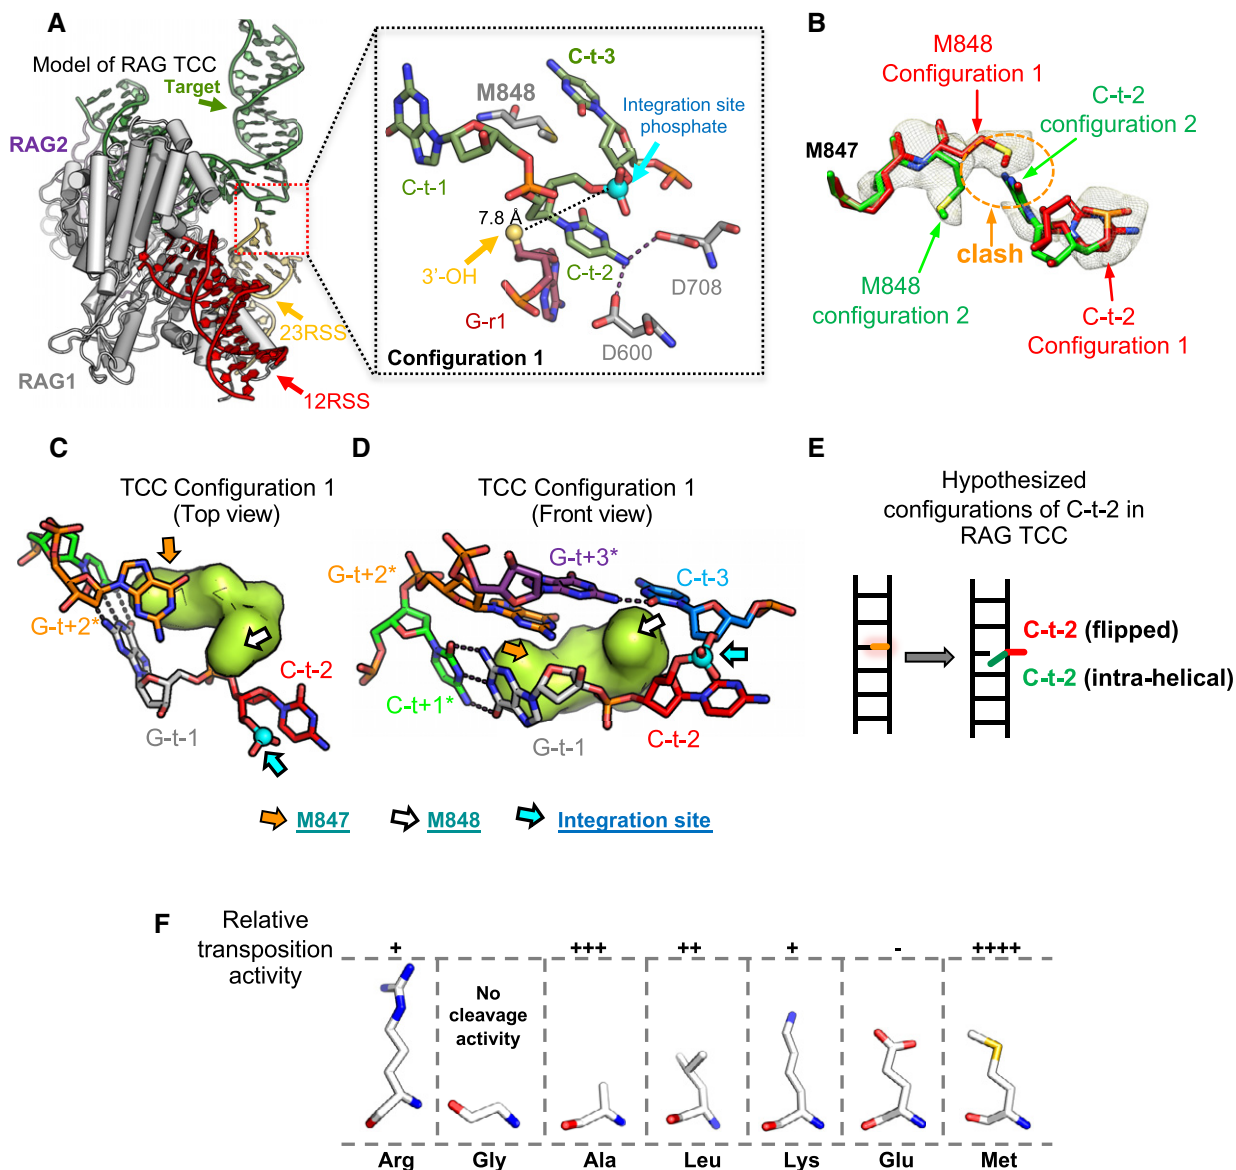 A
Model of RAG TCC
Target
RAG2
RAG1
23RSS
12RSS
C-t-3
M848
Integration site
phosphate
C-t-1
7.8 Å
3'-OH
C-t-2
D708
G-r1
D600
Configuration 1
B
M848
Configuration 1
C-t-2
configuration 2
M847
clash
M848
configuration 2
C-t-2
Configuration 1
C
TCC Configuration 1
(Top view)
G-t+2*
C-t-2
G-t-1
D
TCC Configuration 1
(Front view)
G-t+3*
G-t+2*
C-t-3
C-t+1*
G-t-1
C-t-2
M847
M848
Integration site
E
Hypothesized
configurations of C-t-2 in
RAG TCC
C-t-2 (flipped)
C-t-2 (intra-helical)
F
Relative
transposition
activity
+
+++
++
+
-
++++
No
cleavage
activity
Arg
Gly
Ala
Leu
Lys
Glu
Met